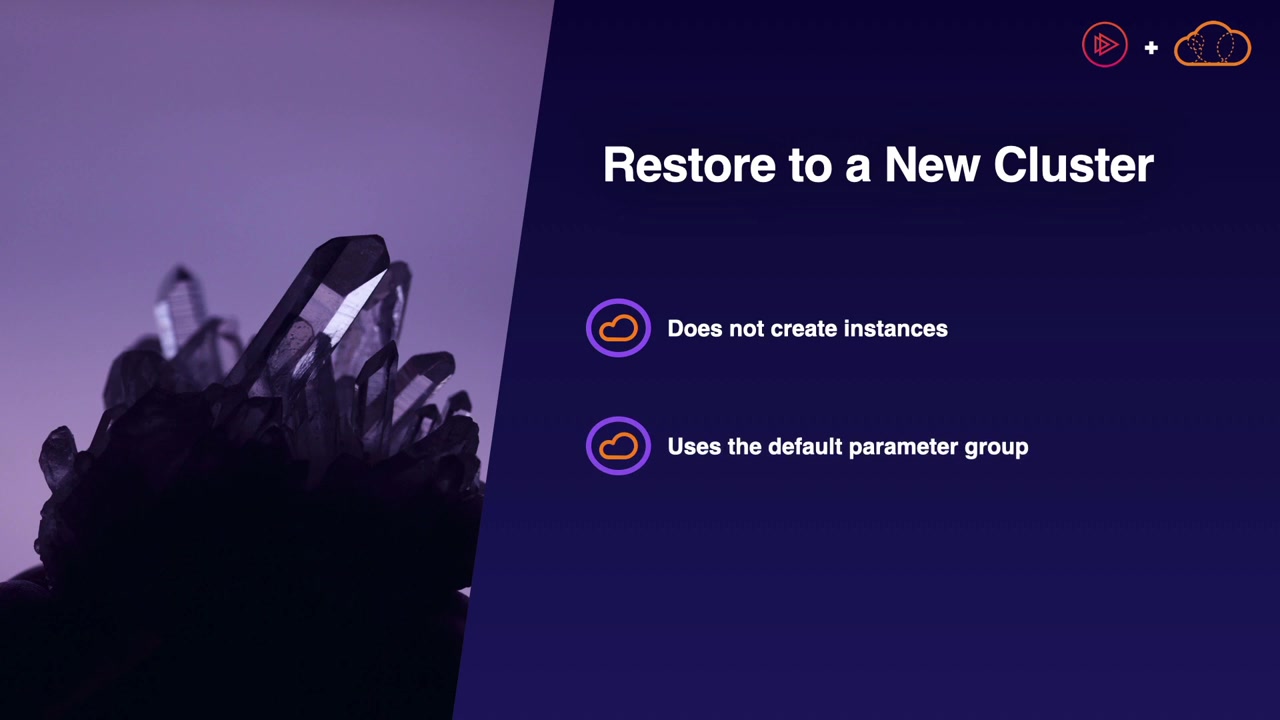 +
Restore to a New Cluster
Does not create instances
Uses the default parameter group